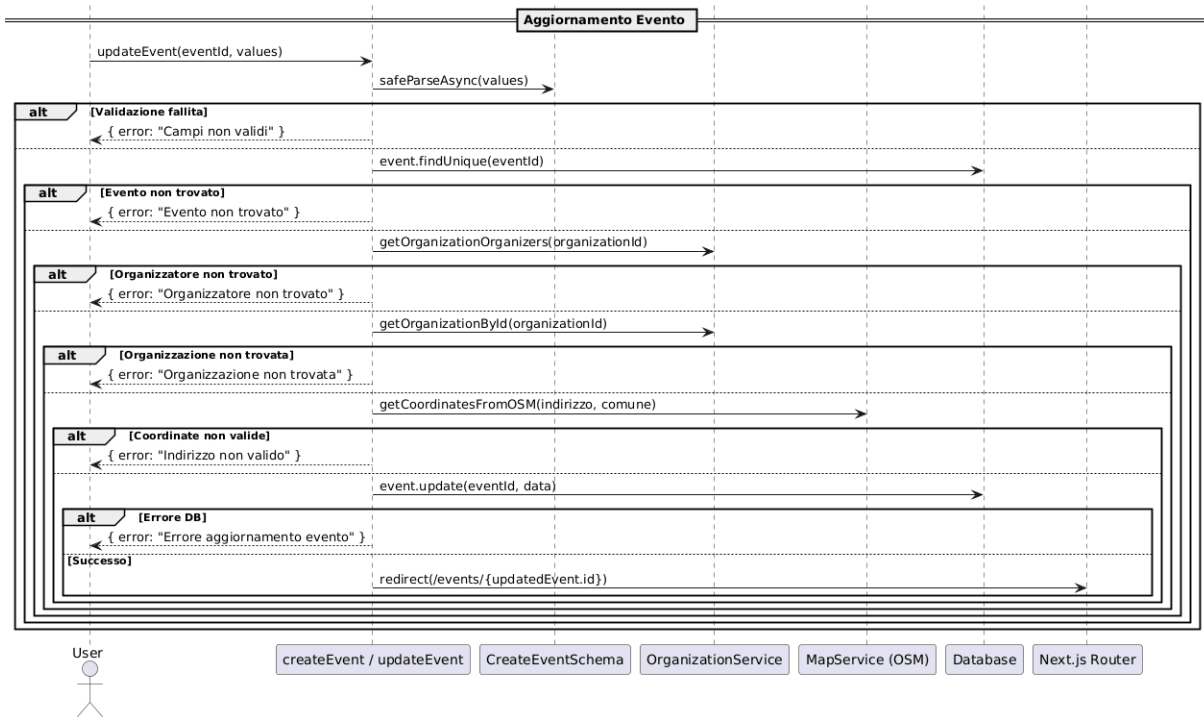 Aggiornamento Evento
updateEvent(eventId, values)
safeParseAsync(values)
alt [Validazione fallita]
{ error: "Campi non validi" }
event.findUnique(eventId)
alt [Evento non trovato]
{ error: "Evento non trovato" }
getOrganizationOrganizers(organizationId)
alt [Organizzatore non trovato]
{ error: "Organizzatore non trovato" }
getOrganizationById(organizationId)
alt [Organizzazione non trovata]
{ error: "Organizzazione non trovata" }
getCoordinatesFromOSM(indirizzo, comune)
alt [Coordinate non valide]
{ error: "Indirizzo non valido" }
event.update(eventId, data)
alt [Errore DB]
{ error: "Errore aggiornamento evento" }
[Successo]
redirect(/events/{updatedEvent.id})
User
createEvent / updateEvent
CreateEventSchema
OrganizationService
MapService (OSM)
Database
Next.js Router